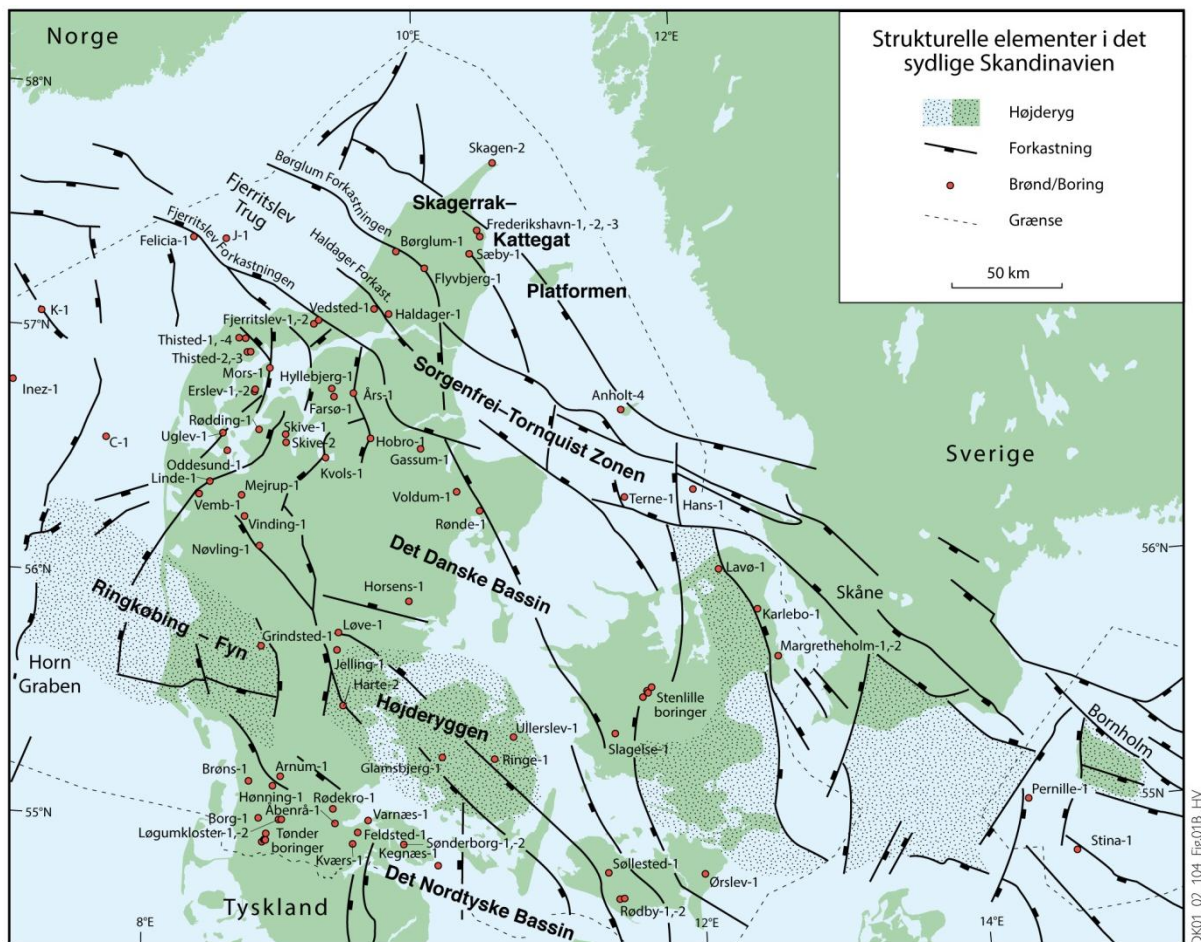 Norge
10°E
12°E
Strukturelle elementer i det
sydlige Skandinavien
Højderyg
Forkastning
Brønd/Boring
Grænse
50 km
58°N
Skagen-2
Børglum Forkastningen
Fjerritslev
Trug
Skagerrak–
Kattegat
Platformen
Frederikshavn-1, -2, -3
Fjerritslev Forkastningen
Felicia-1
J-1
Børglum-1
Sæby-1
Haldager Forkast.
Flyvbjerg-1
K-1
57°N
Vedsted-1
Haldager-1
Fjerritslev-1,-2
Thisted-1, -4
Thisted-2,-3
Mors-1
Inez-1
Hyllebjerg-1
Erslev-1,-2
Farsø-1
Års-1
Sorgenfrei–Tornquist Zonen
Anholt-4
Rødding-1
Uglev-1
Skive-1
Skive-2
Hobro-1
C-1
Gassum-1
Sverige
Oddesund-1
Kvols-1
Linde-1
Mejrup-1
Voldum-1
Terne-1
Hans-1
Vemb-1
Vinding-1
Rønde-1
Nøvling-1
Det Danske Bassin
56°N
56°N
Lavø-1
Skåne
Horsens-1
Karlebo-1
Ringkøbing – Fyn
Højderyggen
Løve-1
Grindsted-1
Margretheholm-1,-2
Horn
Graben
Jelling-1
Harte-2
Stenlille
boringer
Ullerslev-1
Bornholm
Slagelse-1
Glamsbjerg-1
Ringe-1
Brøns-1
Arnum-1
Hønning-1
Rødekro-1
Pernille-1
55N
55°N
Åbenrå-1
Varnæs-1
Borg-1
Løgumkloster-1,-2
Feldsted-1
Sønderborg-1,-2
Stina-1
Tønder
boringer
Kværs-1
Kegnæs-1
Søllested-1
Ørslev-1
Det Nordtyske Bassin
Rødby-1,-2
Tyskland
8°E
12°E
14°E
DK01_02_104_Fig01B_HV